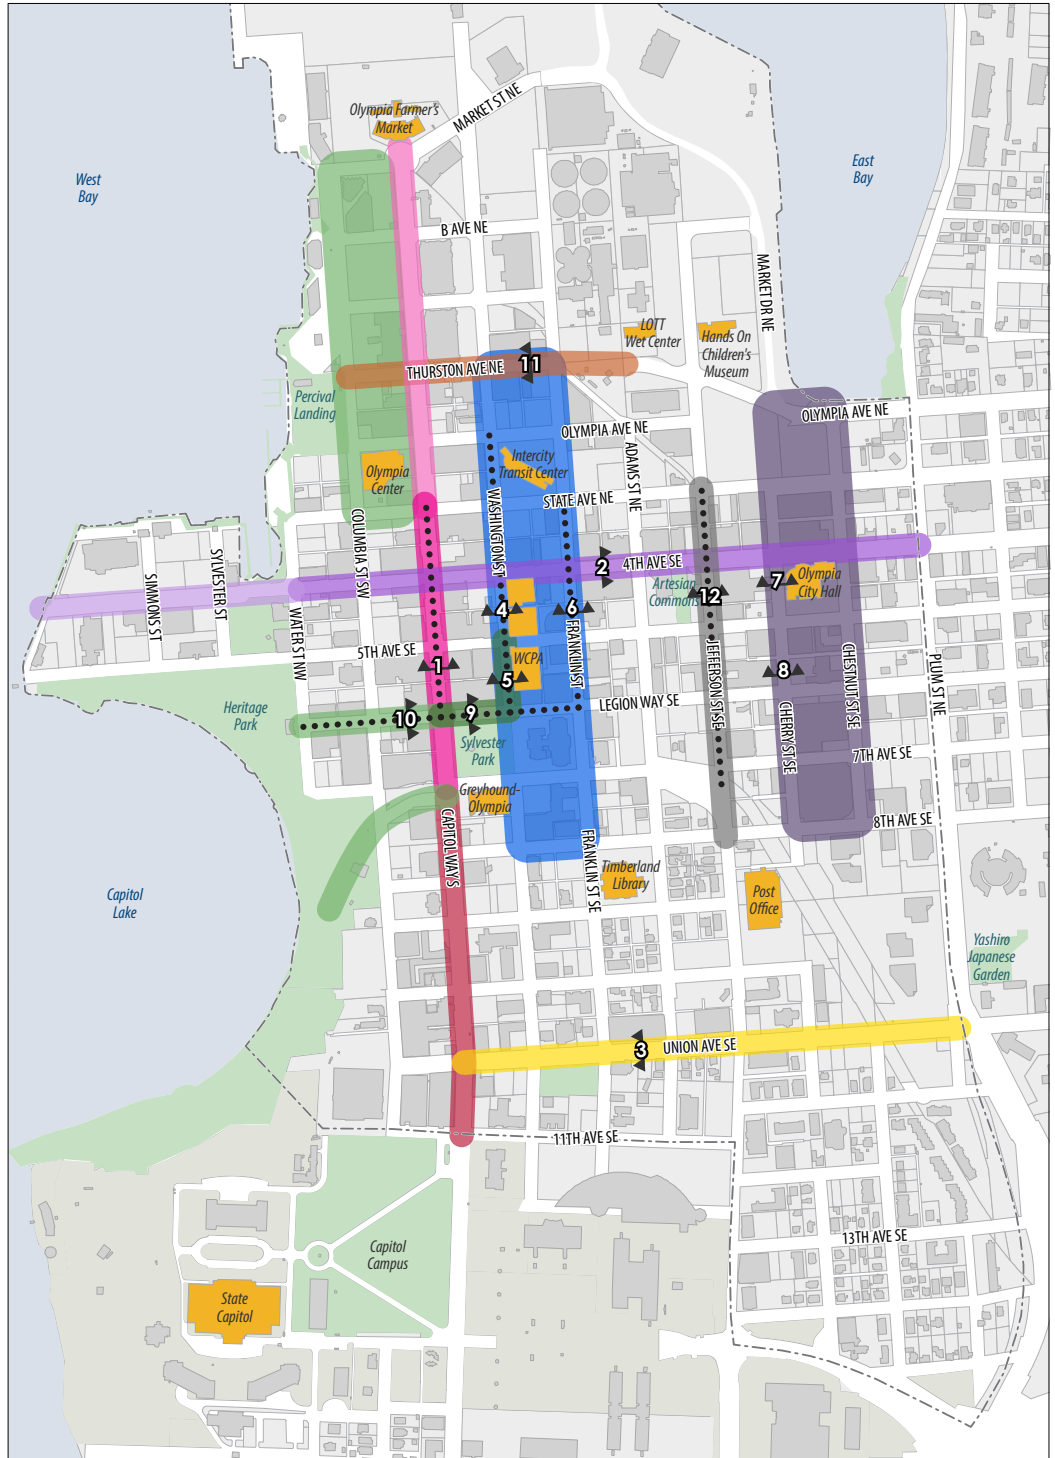 Olympia Farmer's
Market
MARKET ST NE
West
Bay
East
Bay
B AVE NE
MARKET DR NE
LOTT
Wet Center
Hands On
Children's
Museum
11
THURSTON AVE NE
Percival
Landing
OLYMPIA AVE NE
OLYMPIA AVE NE
ADAMS ST NE
Intercity
Transit Center
Olympia
Center
WASHINGTON ST
STATE AVE NE
COLUMBIA ST SW
SIMMONS ST
SYLVESTER ST
WATER ST NW
2
4TH AVE SE
Artesian
Commons
12
7
Olympia
City Hall
4
6
FRANKLIN ST
5TH AVE SE
1
WCPA
5
JEFFERSON ST SE
8
CHESTNUT ST SE
PLUM ST NE
CHERRY ST SE
LEGION WAY SE
Heritage
Park
10
9
Sylvester
Park
7TH AVE SE
Greyhound-
Olympia
CAPITOL WAY S
8TH AVE SE
FRANKLIN ST SE
Timberland
Library
Post
Office
Capitol
Lake
Yashiro
Japanese
Garden
3
UNION AVE SE
11TH AVE SE
13TH AVE SE
Capitol
Campus
State
Capitol